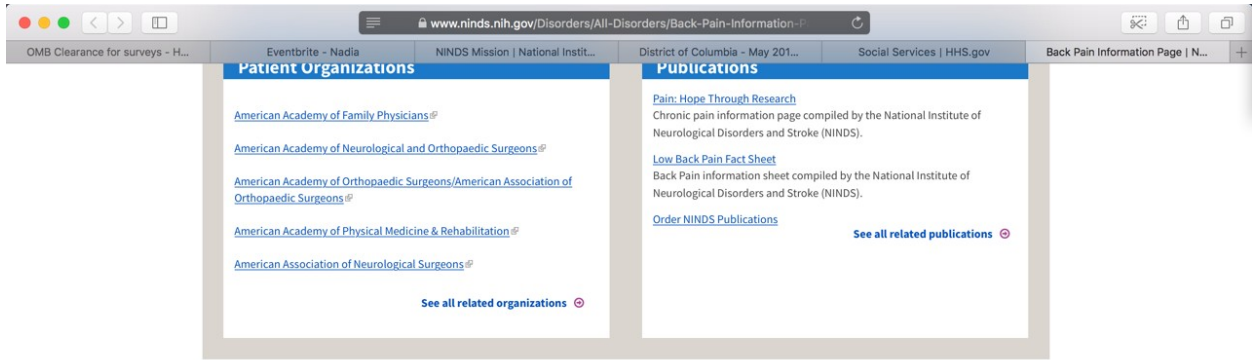 www.ninds.nih.gov/Disorders/All-Disorders/Back-Pain-Information-P
OMB Clearance for surveys - H...
Eventbrite - Nadia
NINDS Mission | National Instit...
District of Columbia - May 201...
Social Services | HHS.gov
Back Pain Information Page | N...
Patient Organizations
American Academy of Family Physicians
American Academy of Neurological and Orthopaedic Surgeons
American Academy of Orthopaedic Surgeons/American Association of
Orthopaedic Surgeons
American Academy of Physical Medicine & Rehabilitation
American Association of Neurological Surgeons
See all related organizations
Publications
Pain: Hope Through Research
Chronic pain information page compiled by the National Institute of
Neurological Disorders and Stroke (NINDS).
Low Back Pain Fact Sheet
Back Pain information sheet compiled by the National Institute of
Neurological Disorders and Stroke (NINDS).
Order NINDS Publications
See all related publications